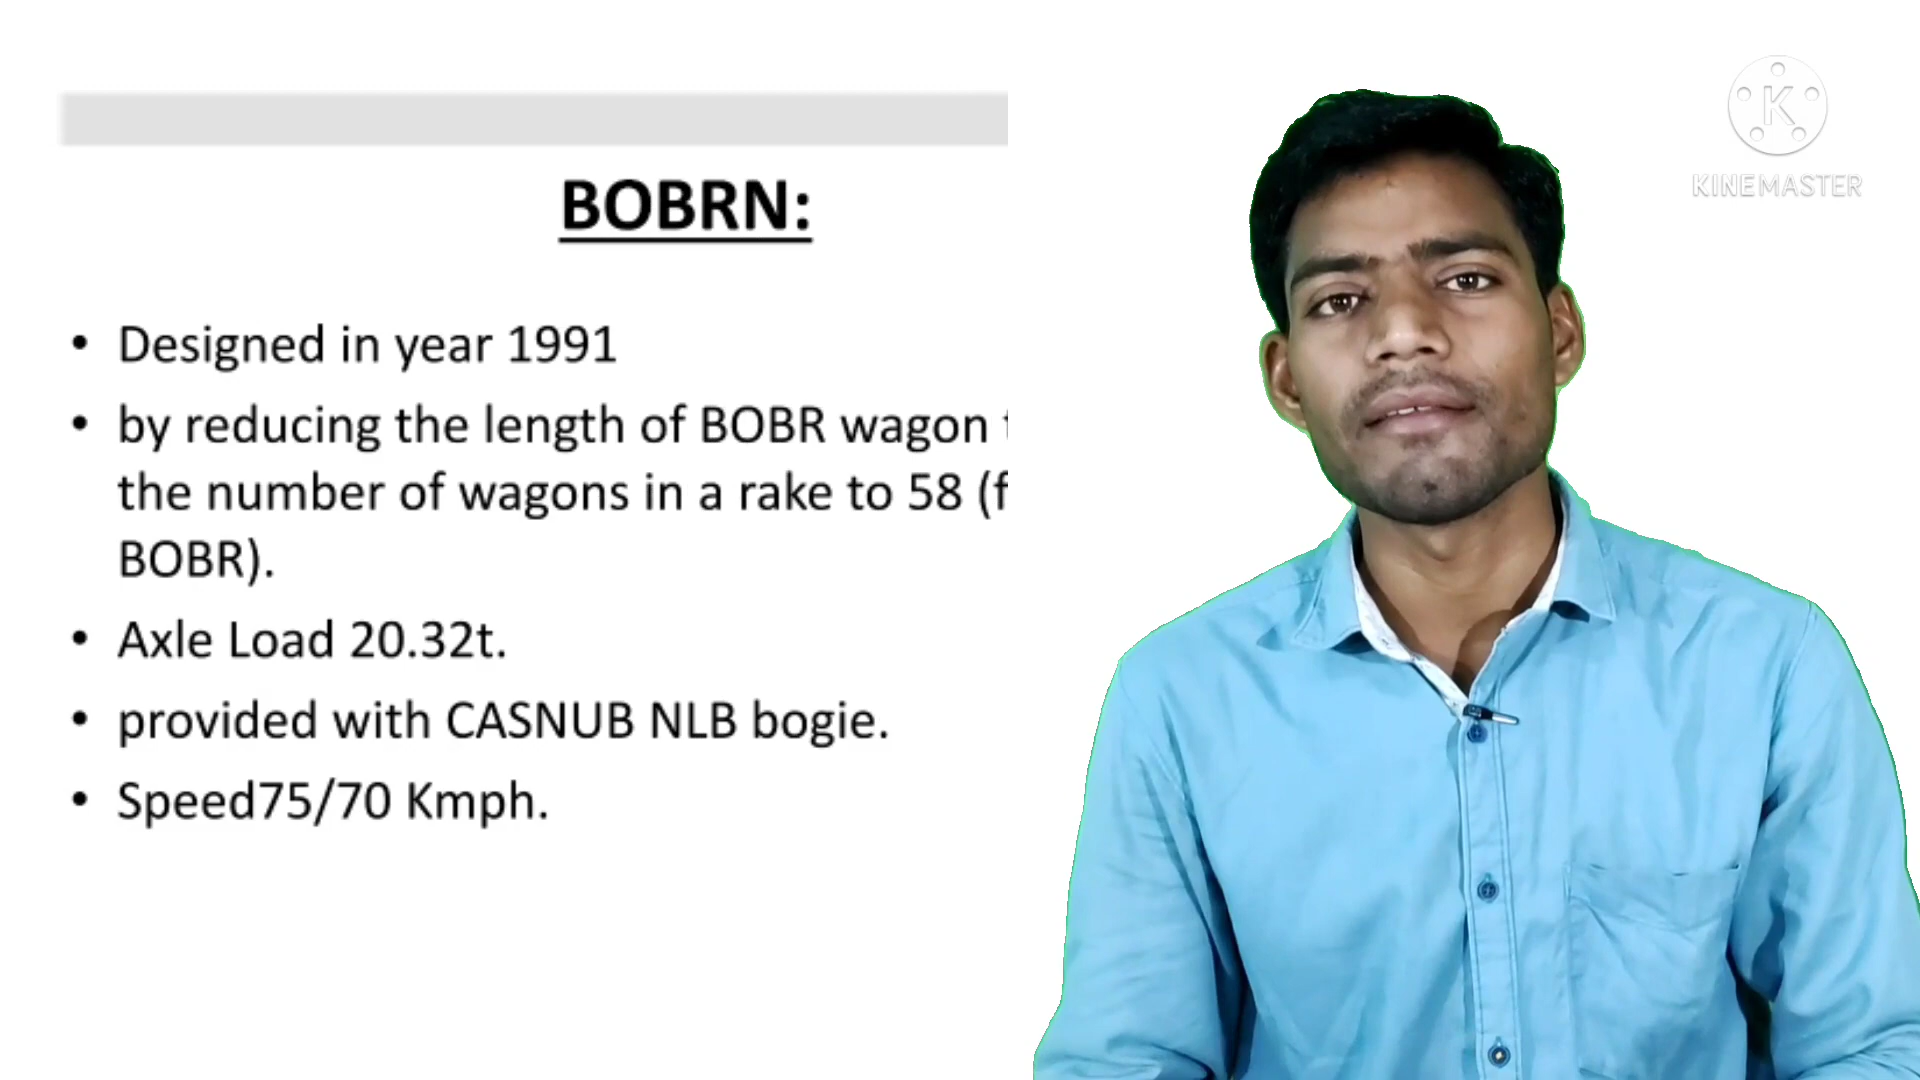 BOBRN:
• Designed in year 1991
• by reducing the length of BOBR wagon
the number of wagons in a rake to 58
BOBR).
• Axle Load 20.32t.
• provided with CASNUB NLB bogie.
• Speed75/70 Kmph.
K
KINEMASTER